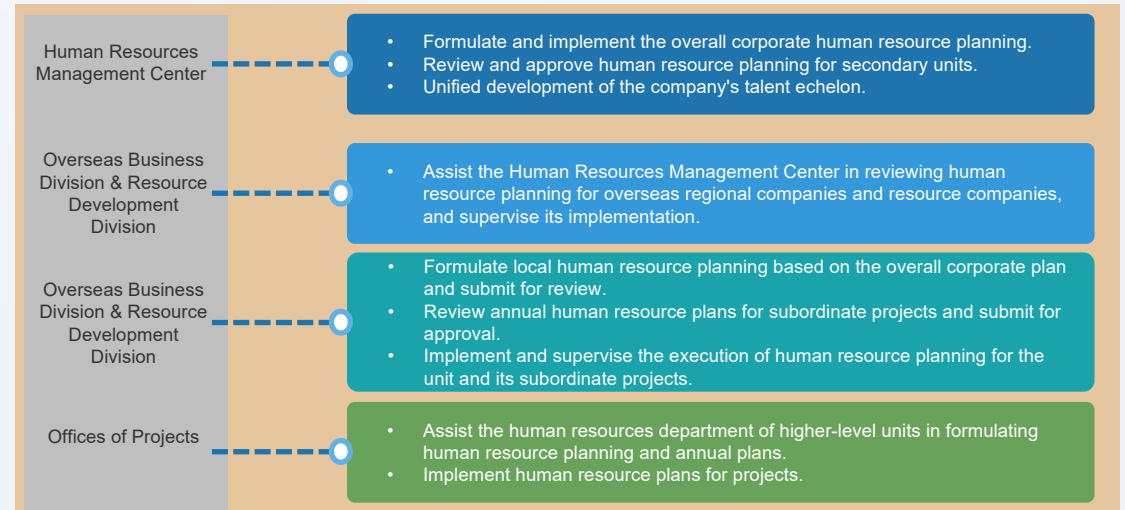 Human Resources
Management Center
• Formulate and implement the overall corporate human resource planning.
• Review and approve human resource planning for secondary units.
• Unified development of the company's talent echelon.
Overseas Business
Division & Resource
Development
Division
• Assist the Human Resources Management Center in reviewing human
resource planning for overseas regional companies and resource companies,
and supervise its implementation.
Overseas Business
Division & Resource
Development
Division
• Formulate local human resource planning based on the overall corporate plan
and submit for review.
• Review annual human resource plans for subordinate projects and submit for
approval.
• Implement and supervise the execution of human resource planning for the
unit and its subordinate projects.
Offices of Projects
• Assist the human resources department of higher-level units in formulating
human resource planning and annual plans.
• Implement human resource plans for projects.